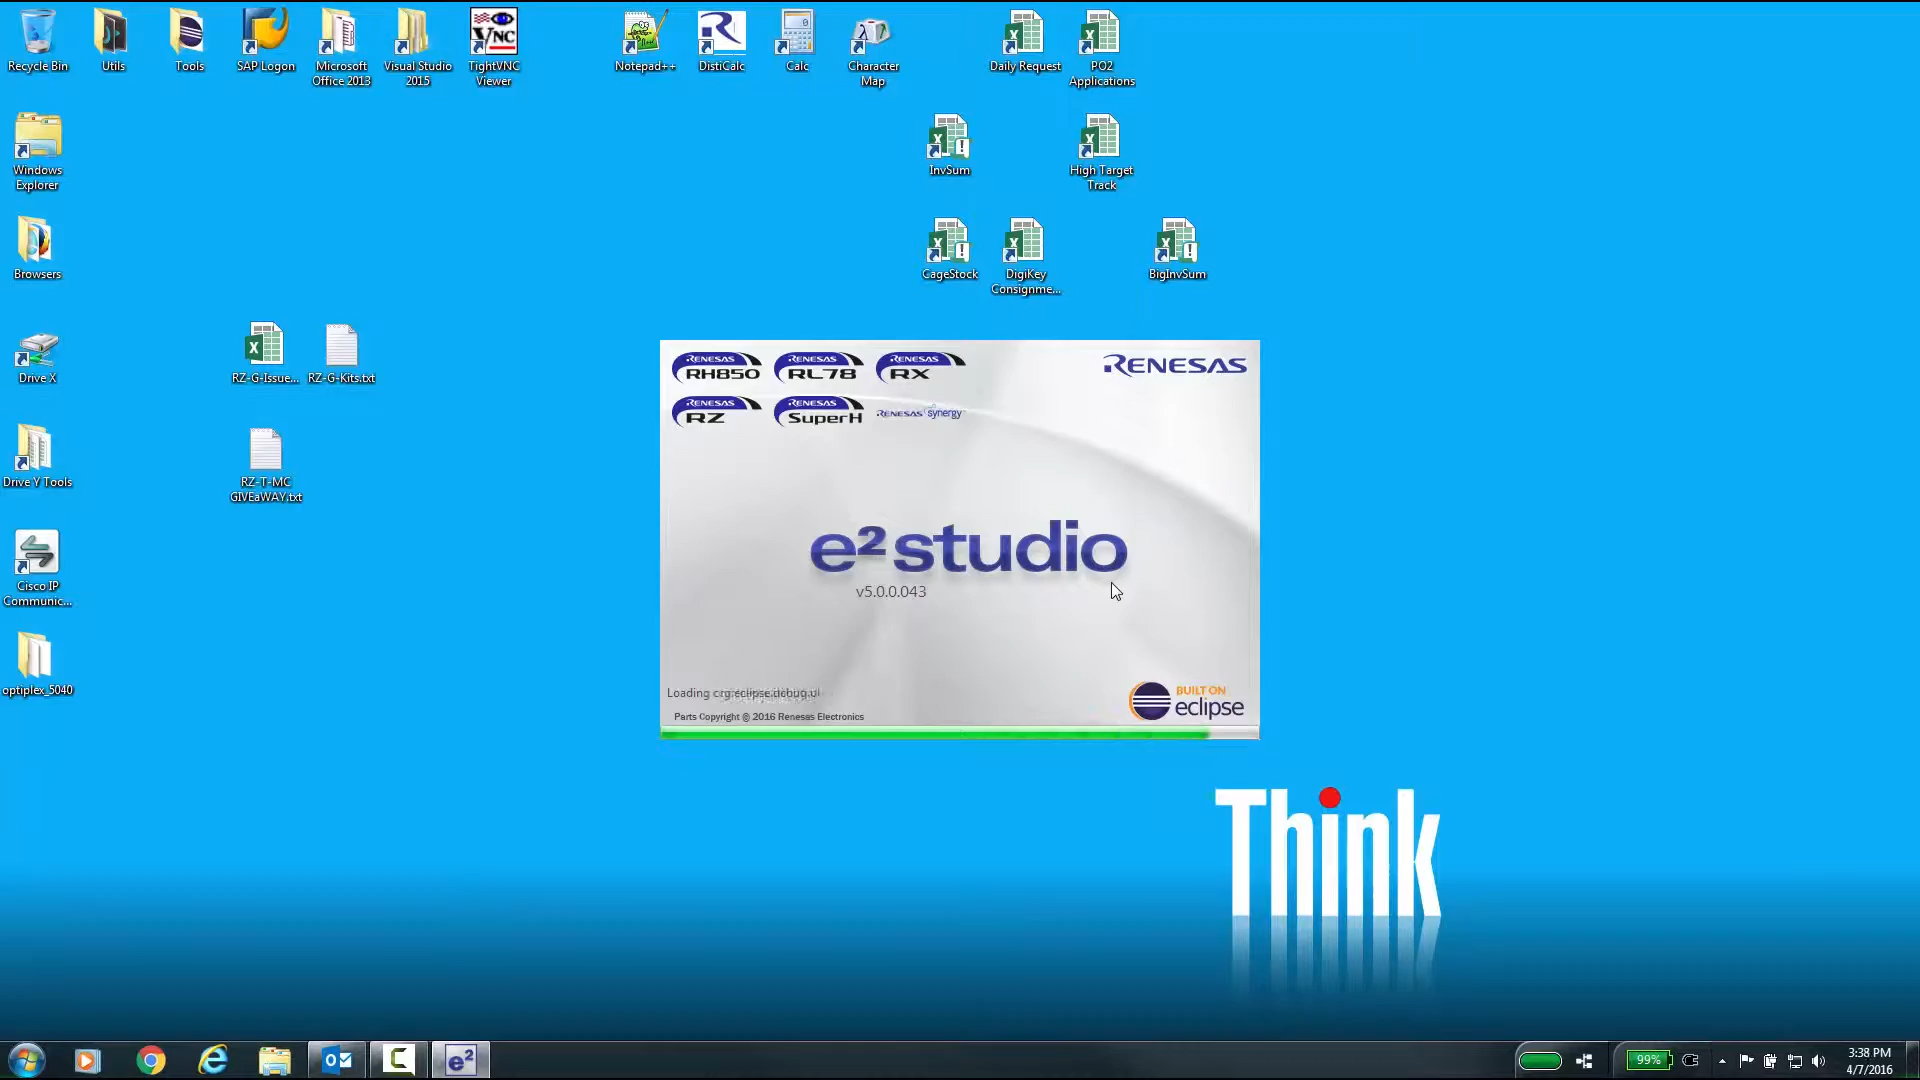 Recycle Bin
Utils
Tools
SAP Logon
Microsoft
Office 2013
Visual Studio
2015
VNC
TightVNC
Viewer
Notepad++
DistiCalc
Calc
Character
Map
Daily Request
PO2
Applications
Windows
Explorer
InvSum
High Target
Track
Browsers
CageStock
DigiKey
Consignme...
BigInvSum
Drive X
RZ-G-Issue...
RZ-G-Kits.txt
Drive Y Tools
RZ-T-MC
GIVEaWAY.txt
Cisco IP
Communic...
optiplex_5040
RENESAS
RH850
RENESAS
RL78
RENESAS
RX
RENESAS
RENESAS
RZ
RENESAS
SuperH
RENESAS synergy
e² studio
v5.0.0.043
Loading org.eclipse.debug.ui
Parts Copyright © 2016 Renesas Electronics
BUILT ON
eclipse
Think
e²
99%
3:38 PM
4/7/2016